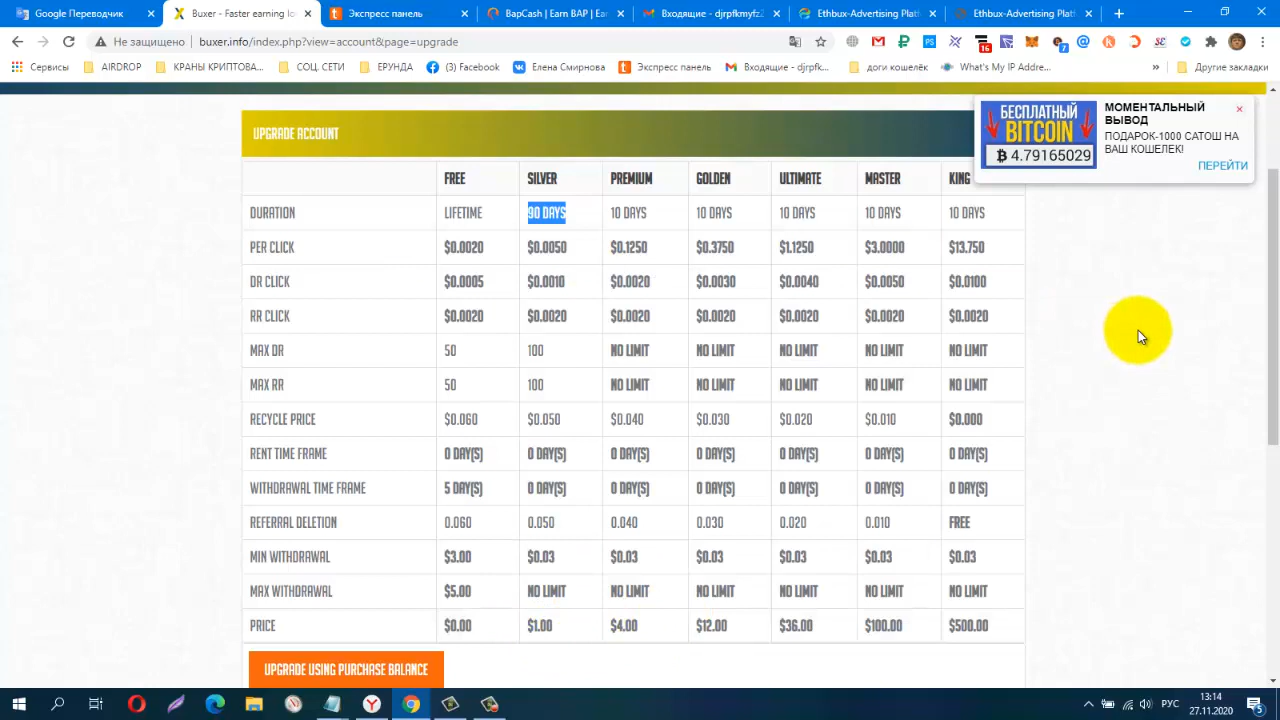 Google Переводчик
Buxer - Faster earning lo
Экспресс панель
BapCash | Earn BAP | Ea
Входящие - djrpfkmyfz.
Ethbux-Advertising Platf
Ethbux-Advertising Platf
Не защищено
buxer.info/index.php?view=account&page=upgrade
16
7
Сервисы
AIRDROP
КРАНЫ КРИПТОВА...
СОЦ. СЕТИ
ЕРУНДА
(3) Facebook
Елена Смирнова
Экспресс панель
Входящие - djrpfk...
доги кошелёк
What's My IP Addre...
»
Другие закладки
UPGRADE ACCOUNT
БЕСПЛАТНЫЙ
BITCOIN
4.79165029
МОМЕНТАЛЬНЫЙ
ВЫВОД
ПОДАРОК-1000 САТОШ НА
ВАШ КОШЕЛЕК!
ПЕРЕЙТИ
FREE SILVER PREMIUM GOLDEN ULTIMATE MASTER KING
DURATION LIFETIME 90 DAYS 10 DAYS 10 DAYS 10 DAYS 10 DAYS 10 DAYS
PER CLICK $0.0020 $0.0050 $0.1250 $0.3750 $1.1250 $3.0000 $13.750
DR CLICK $0.0005 $0.0010 $0.0020 $0.0030 $0.0040 $0.0050 $0.0100
RR CLICK $0.0020 $0.0020 $0.0020 $0.0020 $0.0020 $0.0020 $0.0020
MAX DR 50 100 NO LIMIT NO LIMIT NO LIMIT NO LIMIT NO LIMIT
MAX RR 50 100 NO LIMIT NO LIMIT NO LIMIT NO LIMIT NO LIMIT
RECYCLE PRICE $0.060 $0.050 $0.040 $0.030 $0.020 $0.010 $0.000
RENT TIME FRAME 0 DAY(S) 0 DAY(S) 0 DAY(S) 0 DAY(S) 0 DAY(S) 0 DAY(S) 0 DAY(S)
WITHDRAWAL TIME FRAME 5 DAY(S) 0 DAY(S) 0 DAY(S) 0 DAY(S) 0 DAY(S) 0 DAY(S) 0 DAY(S)
REFERRAL DELETION 0.060 0.050 0.040 0.030 0.020 0.010 FREE
MIN WITHDRAWAL $3.00 $0.03 $0.03 $0.03 $0.03 $0.03 $0.03
MAX WITHDRAWAL $5.00 NO LIMIT NO LIMIT NO LIMIT NO LIMIT NO LIMIT NO LIMIT
PRICE $0.00 $1.00 $4.00 $12.00 $36.00 $100.00 $500.00
UPGRADE USING PURCHASE BALANCE
РУС
13:14
27.11.2020
5